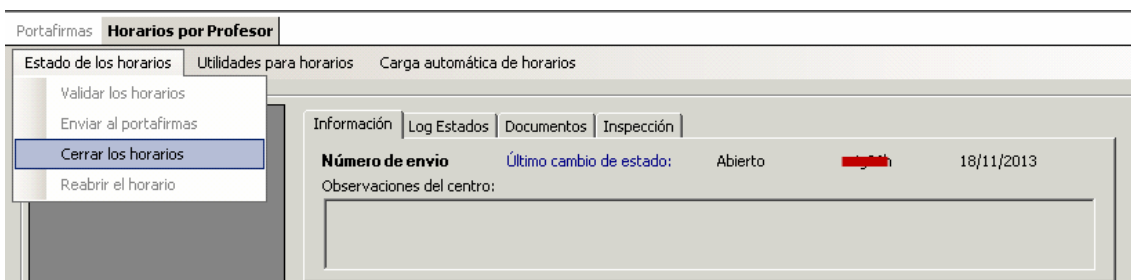 Portafirmas Horarios por Profesor
Estado de los horarios Utilidades para horarios Carga automática de horarios
Validar los horarios
Enviar al portafirmas
Cerrar los horarios
Reabrir el horario
Información Log Estados Documentos Inspección
Número de envio Último cambio de estado: Abierto 18/11/2013
Observaciones del centro: